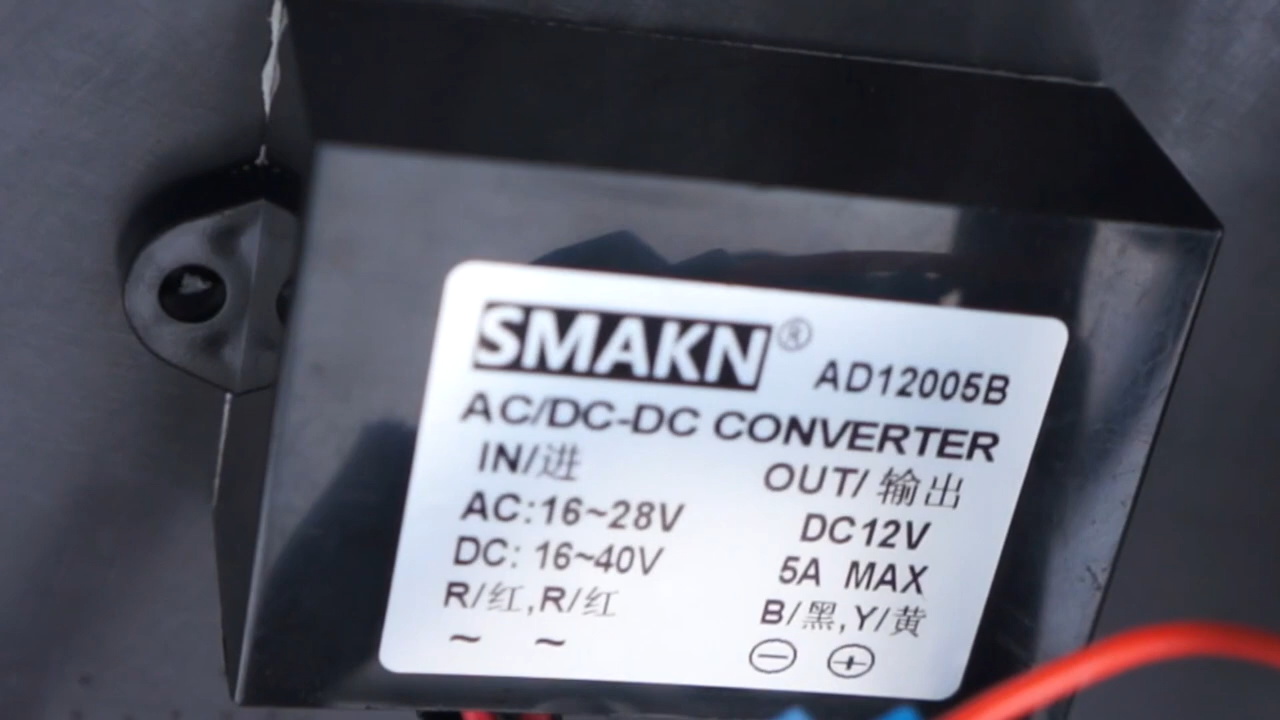 SMAKN® AD12005B
AC/DC-DC CONVERTER
IN/进 OUT/输出
AC:16~28V DC12V
DC: 16~40V 5A MAX
R/红,R/红 B/黑,Y/黄
~ ~ ⊖ ⊕